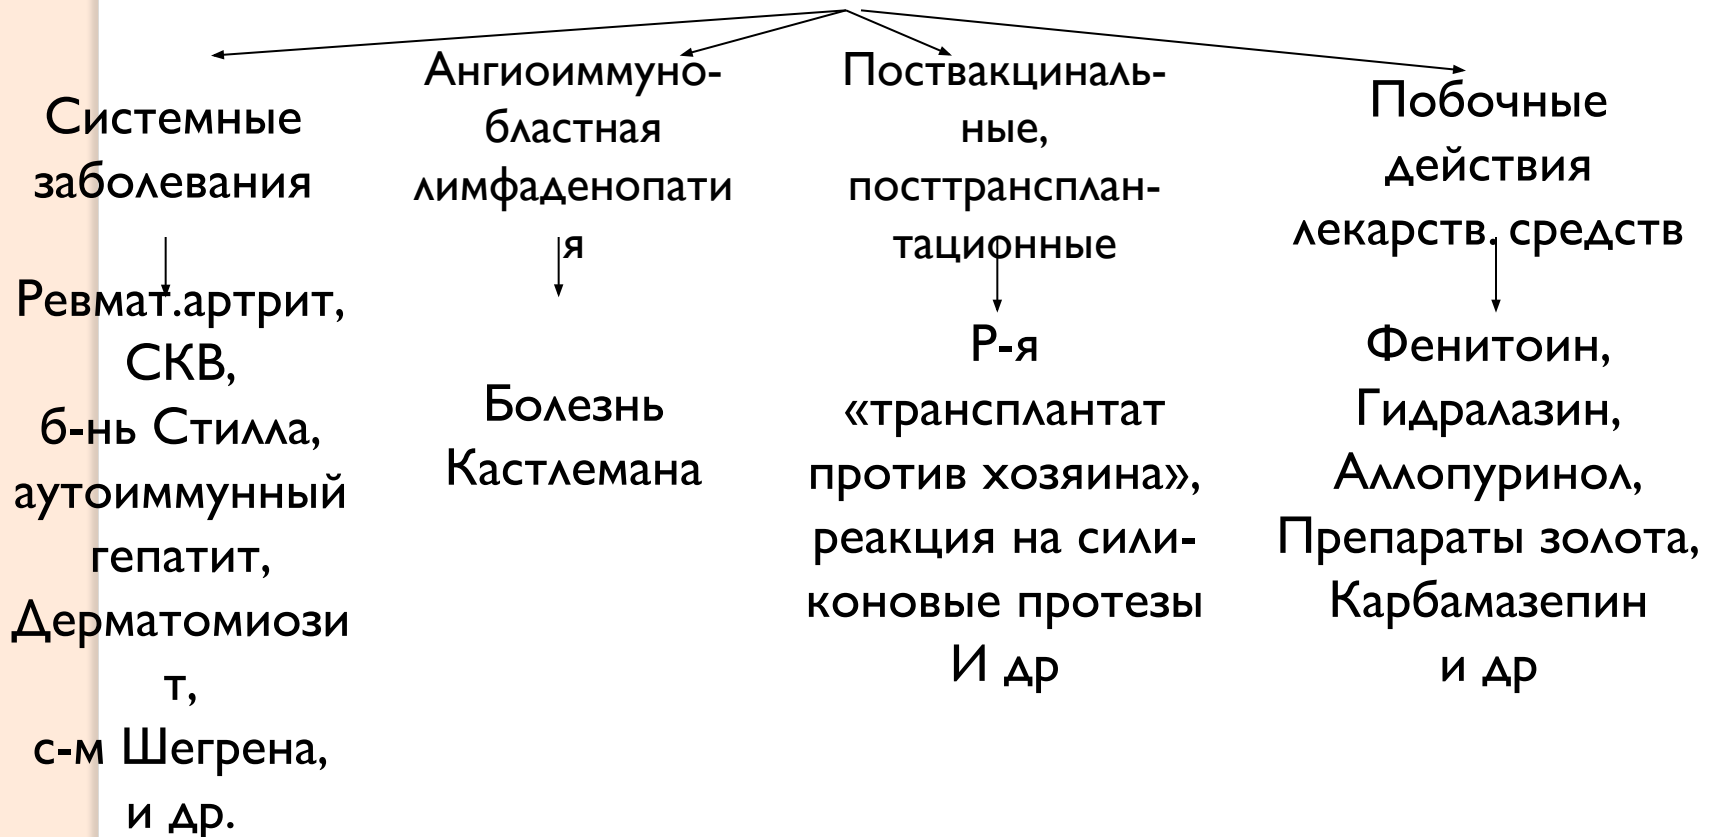 Системные
заболевания
Ревмат.артрит,
СКВ,
б-нь Стилла,
аутоиммунный
гепатит,
Дерматомиози
т,
с-м Шегрена,
и др.
Ангиоиммуно-
бластная
лимфаденопати
я
Болезнь
Кастлемана
Поствакциналь-
ные,
посттрансплан-
тационные
Р-я
«трансплантат
против хозяина»,
реакция на сили-
коновые протезы
И др
Побочные
действия
лекарств. средств
Фенитоин,
Гидралазин,
Аллопуринол,
Препараты золота,
Карбамазепин
и др